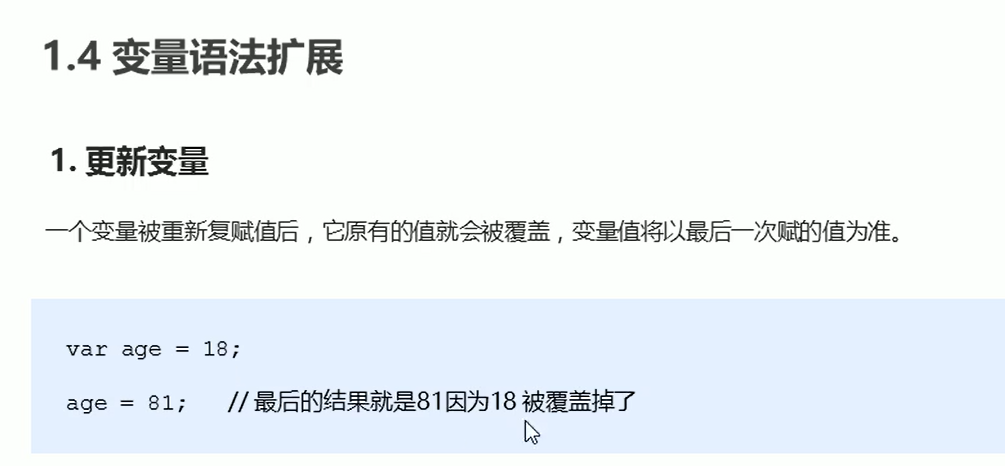 1.4 变量语法扩展
1. 更新变量
一个变量被重新复赋值后，它原有的值就会被覆盖，变量值将以最后一次赋的值为准。
var age = 18;
age = 81;   // 最后的结果就是81因为18 被覆盖掉了